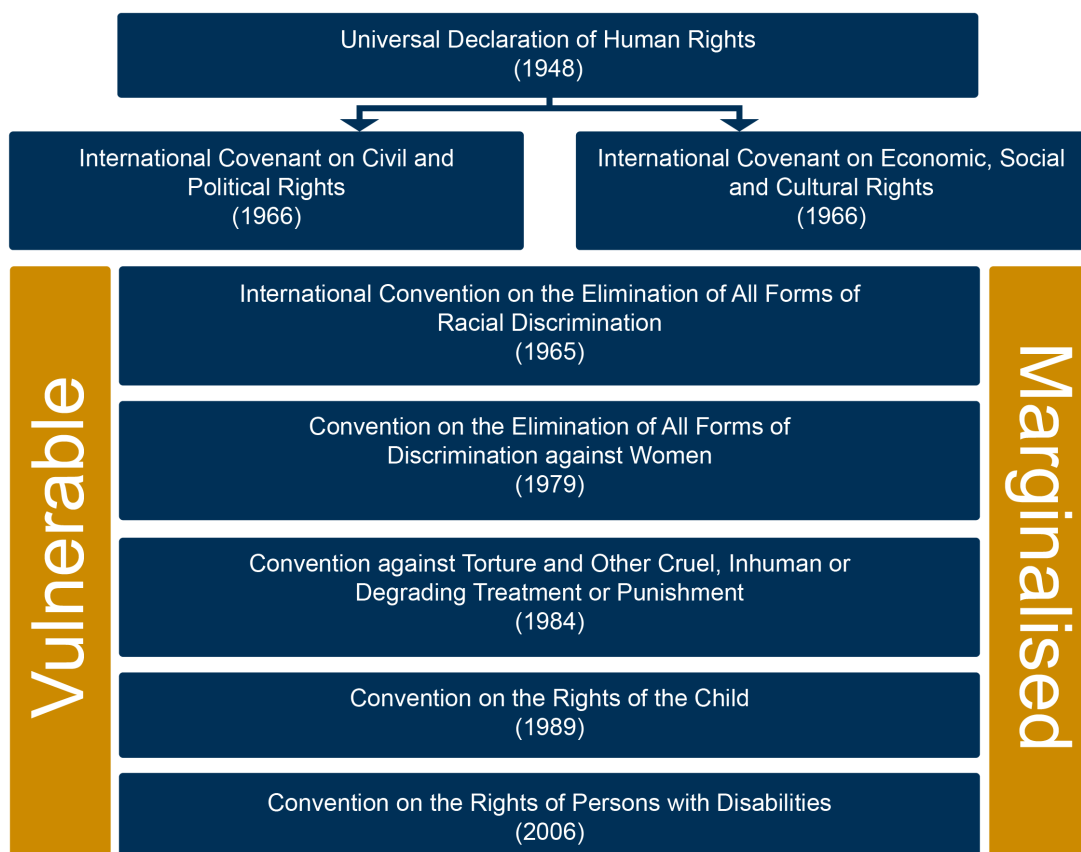 Universal Declaration of Human Rights
(1948)
International Covenant on Civil and
Political Rights
(1966)
International Covenant on Economic, Social
and Cultural Rights
(1966)
Vulnerable
International Convention on the Elimination of All Forms of
Racial Discrimination
(1965)
Convention on the Elimination of All Forms of
Discrimination against Women
(1979)
Convention against Torture and Other Cruel, Inhuman or
Degrading Treatment or Punishment
(1984)
Convention on the Rights of the Child
(1989)
Convention on the Rights of Persons with Disabilities
(2006)
Marginalised